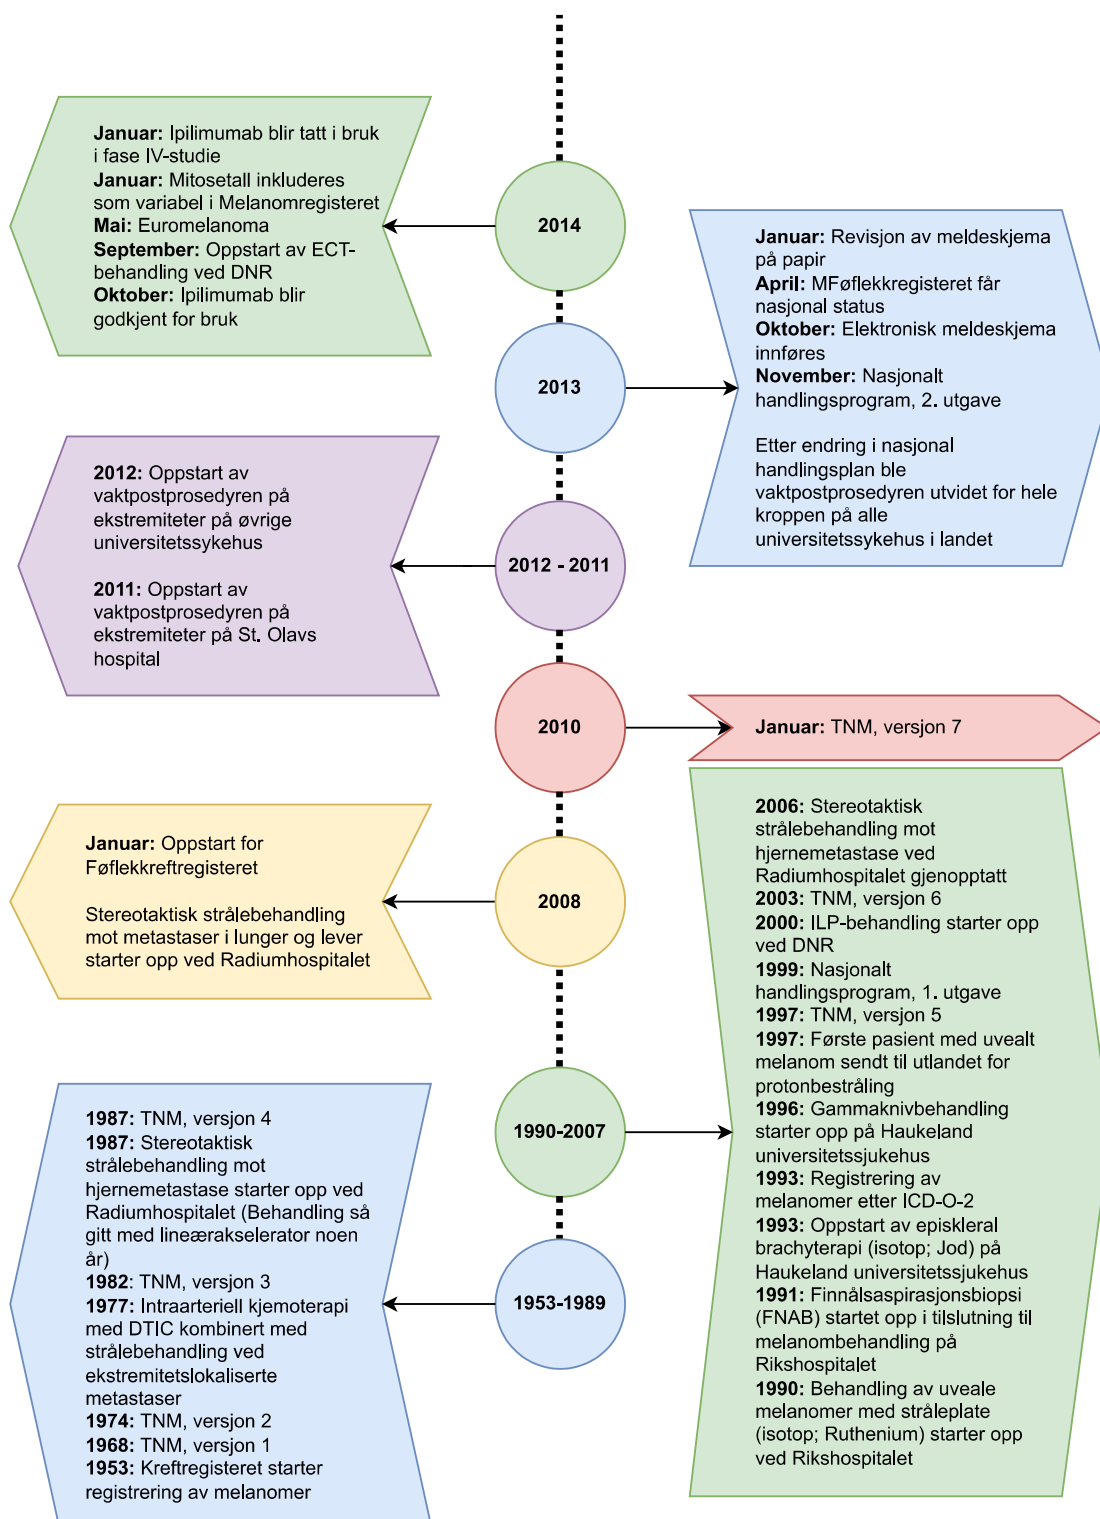 Januar: Ipilimumab blir tatt i bruk
i fase IV-studie
Januar: Mitosetall inkluderes
som variabel i Melanomregisteret
Mai: Euromelanoma
September: Oppstart av ECT-
behandling ved DNR
Oktober: Ipilimumab blir
godkjent for bruk
2014
Januar: Revisjon av meldeskjema
på papir
April: MFøflekkregisteret får
nasjonal status
Oktober: Elektronisk meldeskjema
innføres
November: Nasjonalt
handlingsprogram, 2. utgave
Etter endring i nasjonal
handlingsplan ble
vaktpostprosedyren utvidet for hele
kroppen på alle
universitetssykehus i landet
2013
2012: Oppstart av
vaktpostprosedyren på
ekstremiteter på øvrige
universitetssykehus
2011: Oppstart av
vaktpostprosedyren på
ekstremiteter på St. Olavs
hospital
2012 - 2011
2010
Januar: TNM, versjon 7
Januar: Oppstart for
Føflekkreftregisteret
Stereotaktisk strålebehandling
mot metastaser i lunger og lever
starter opp ved Radiumhospitalet
2008
2006: Stereotaktisk
strålebehandling mot
hjernemetastase ved
Radiumhospitalet gjenopptatt
2003: TNM, versjon 6
2000: ILP-behandling starter opp
ved DNR
1999: Nasjonalt
handlingsprogram, 1. utgave
1997: TNM, versjon 5
1997: Første pasient med uvealt
melanom sendt til utlandet for
protonbestråling
1996: Gammaknivbehandling
starter opp på Haukeland
universitetssjukehus
1993: Registrering av
melanomer etter ICD-O-2
1993: Oppstart av episkleral
brachyterapi (isotop; Jod) på
Haukeland universitetssjukehus
1991: Finnålsaspirasjonsbiopsi
(FNAB) startet opp i tilslutning til
melanombehandling på
Rikshospitalet
1990: Behandling av uveale
melanomer med stråleplate
(isotop; Ruthenium) starter opp
ved Rikshospitalet
1990-2007
1987: TNM, versjon 4
1987: Stereotaktisk
strålebehandling mot
hjernemetastase starter opp ved
Radiumhospitalet (Behandling så
gitt med lineærakselerator noen
år)
1982: TNM, versjon 3
1977: Intraarteriell kjemoterapi
med DTIC kombinert med
strålebehandling ved
ekstremitetslokaliserte
metastaser
1974: TNM, versjon 2
1968: TNM, versjon 1
1953: Kreftregisteret starter
registrering av melanomer
1953-1989